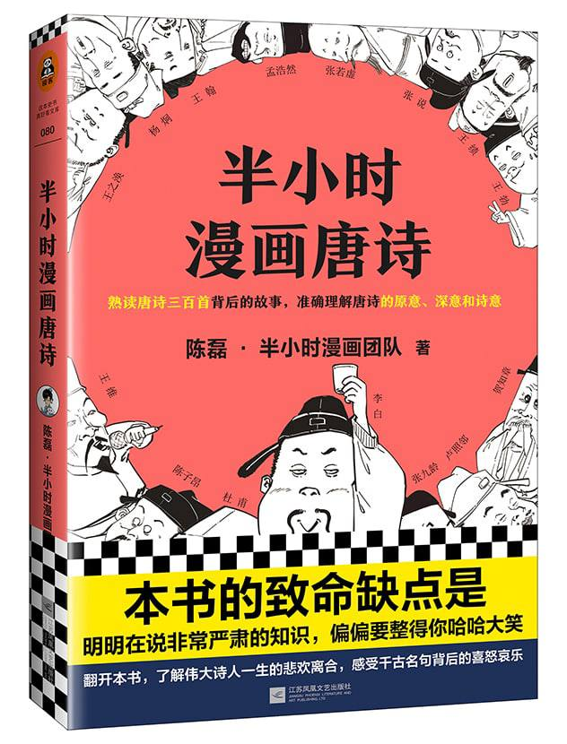 半小时
漫画唐诗
熟读唐诗三百首背后的故事，准确理解唐诗的原意、深意和诗意
陈磊 · 半小时漫画团队 著
王之涣
杨炯
王翰
孟浩然
张若虚
张说
王绩
王勃
王维
陈子昂
杜甫
李白
张九龄
卢照邻
贺知章
本书的致命缺点是
明明在说非常严肃的知识，偏偏要整得你哈哈大笑
翻开本书，了解伟大诗人一生的悲欢离合，感受千古名句背后的喜怒哀乐
江苏凤凰文艺出版社
读客
080
半小时漫画唐诗
陈磊·半小时漫画